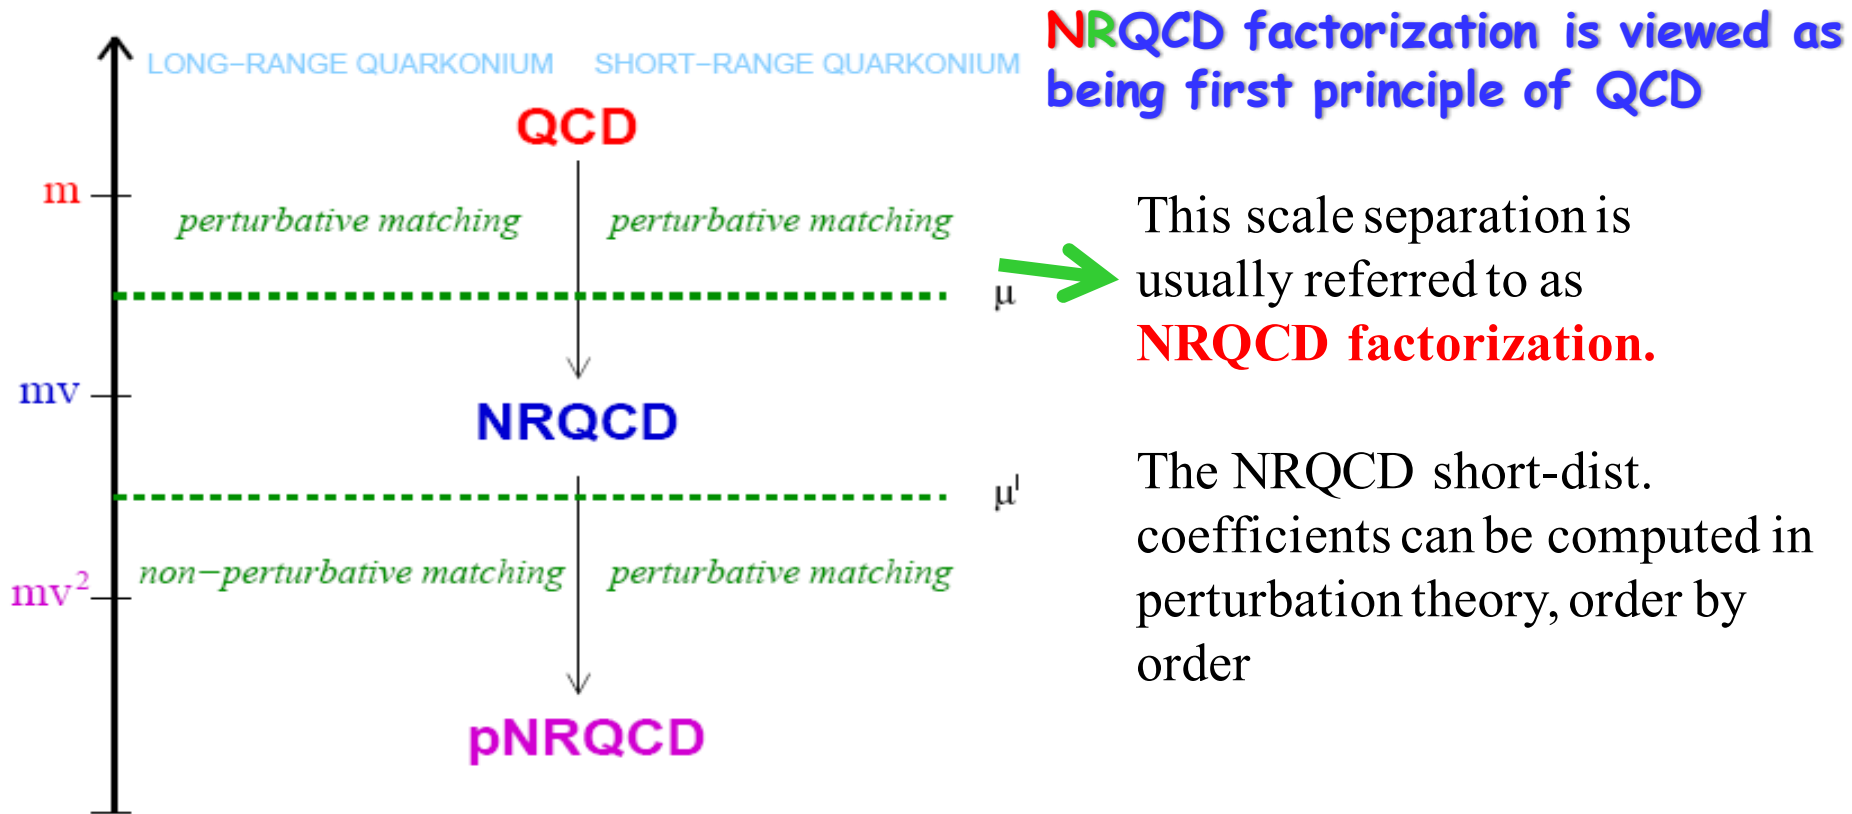 NRQCD factorization is viewed as
being first principle of QCD
LONG−RANGE QUARKONIUM SHORT−RANGE QUARKONIUM
QCD
m
perturbative matching perturbative matching
μ
mv
NRQCD
μ'
non−perturbative matching perturbative matching
mv²
pNRQCD
This scale separation is
usually referred to as
NRQCD factorization.
The NRQCD short-dist.
coefficients can be computed in
perturbation theory, order by
order